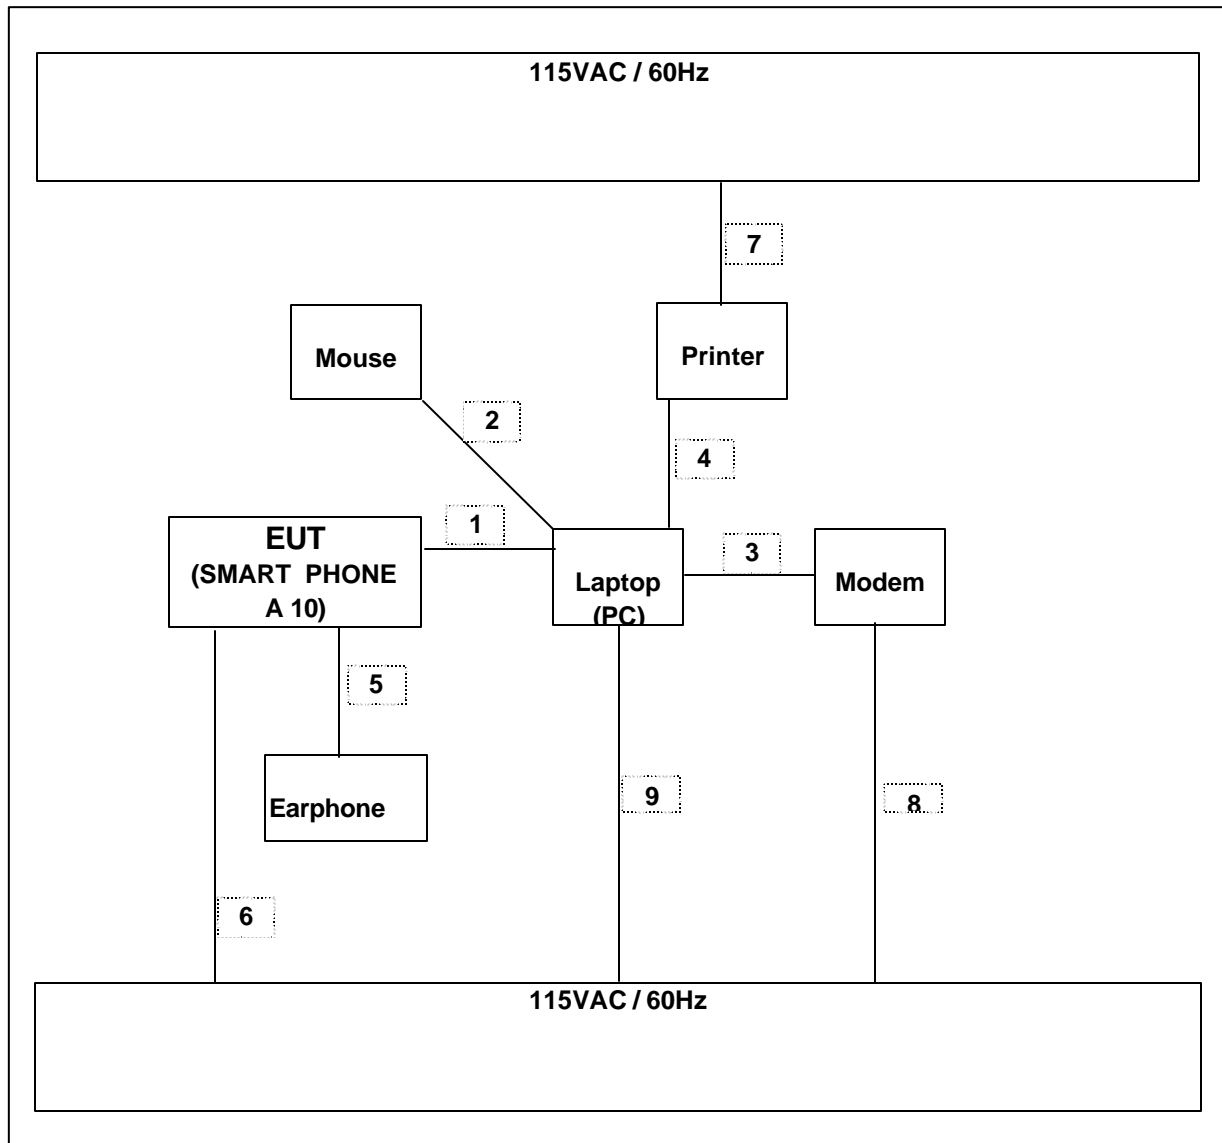 115VAC / 60Hz
7
Mouse
Printer
2
4
1
EUT
(SMART PHONE
A 10)
3
Laptop
(PC)
Modem
5
Earphone
9
8
6
115VAC / 60Hz